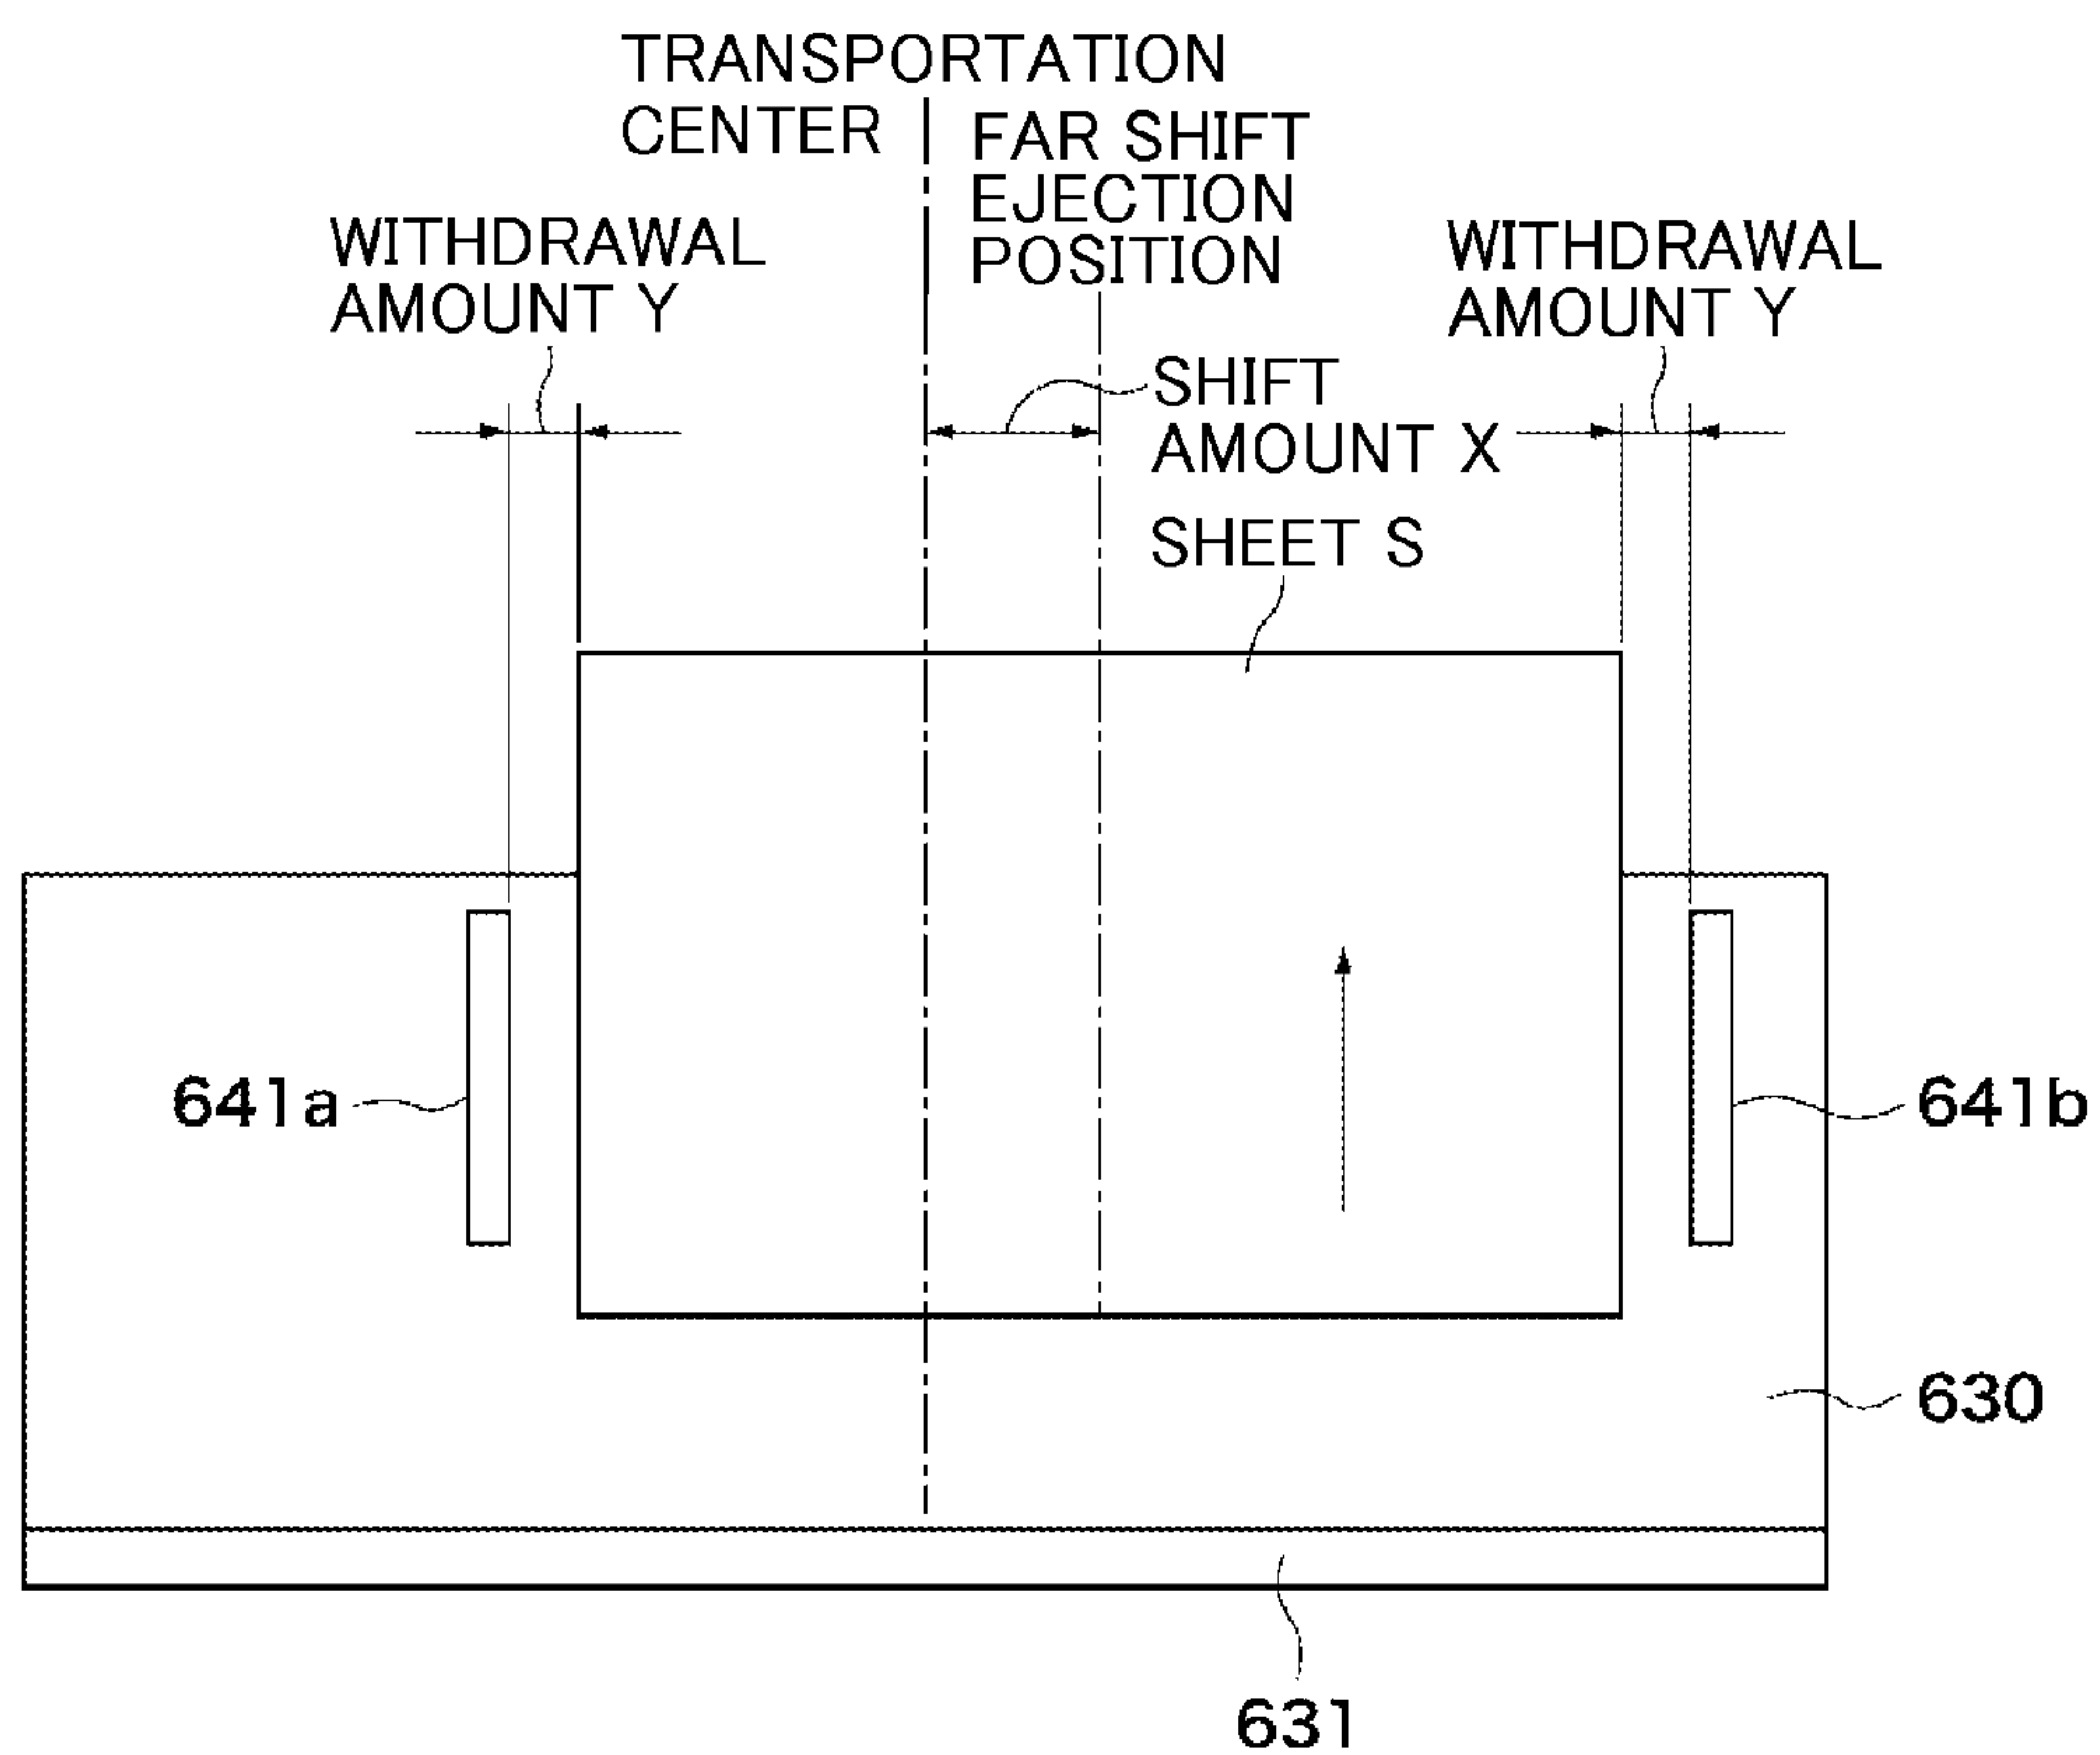 TRANSPORTATION
CENTER
FAR SHIFT
EJECTION
POSITION
WITHDRAWAL
AMOUNT Y
WITHDRAWAL
AMOUNT Y
SHIFT
AMOUNT X
SHEET S
641a
641b
630
631